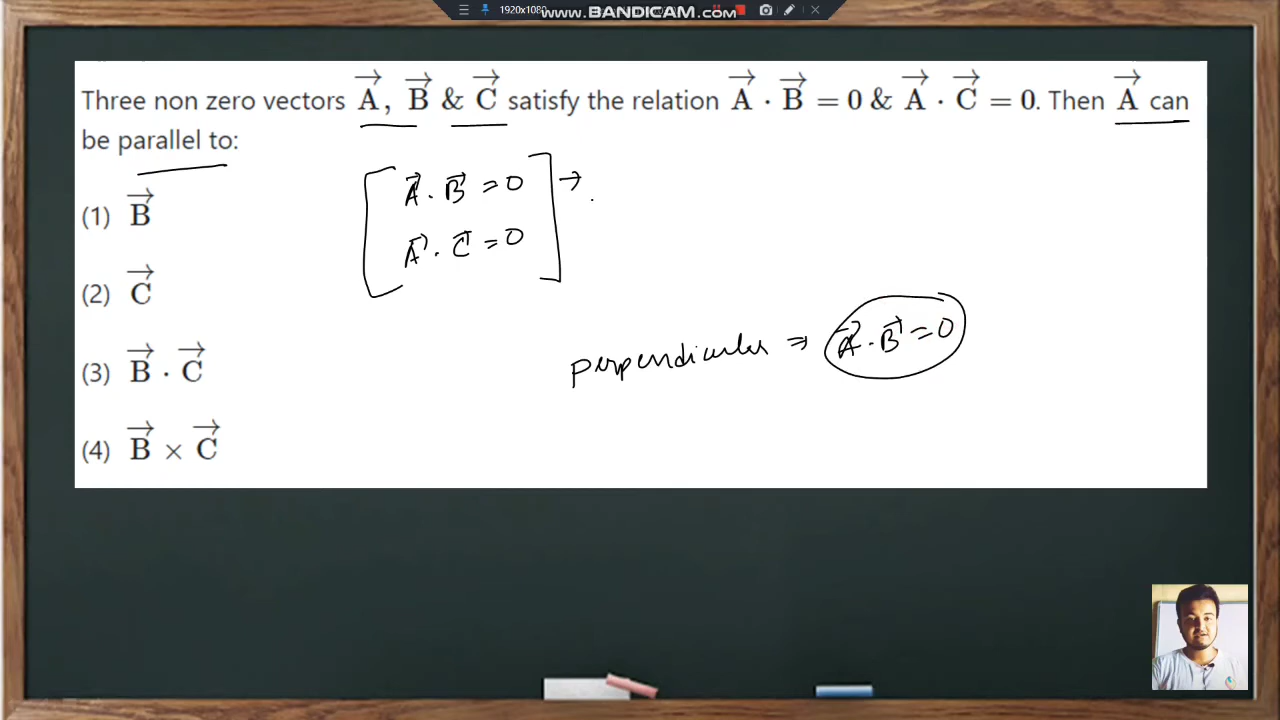 1920x1080
www.BANDICAM.com
Three non zero vectors A⃗, B⃗ & C⃗ satisfy the relation A⃗ · B⃗ = 0 & A⃗ · C⃗ = 0. Then A⃗ can
be parallel to:
A⃗ · B⃗ = 0 →
(1) B⃗
A⃗ · C⃗ = 0
(2) C⃗
perpendicular ⇒ A⃗ · B⃗ = 0
(3) B⃗ · C⃗
(4) B⃗ × C⃗